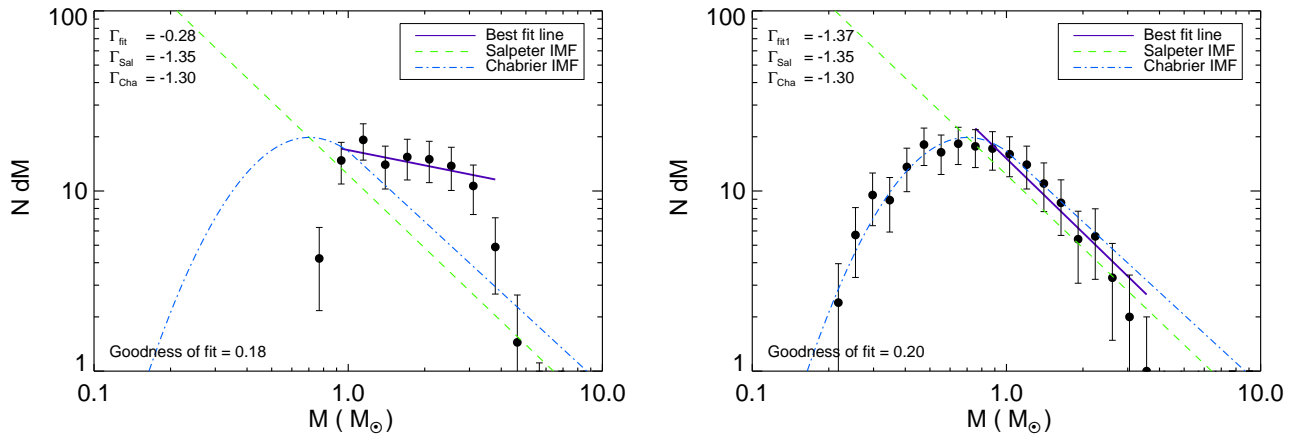 100
10
1
N dM
Γfit = -0.28
ΓSal = -1.35
ΓCha = -1.30
Best fit line
Salpeter IMF
Chabrier IMF
Goodness of fit = 0.18
0.1 1.0 10.0
M ( M⊙ )
100
10
1
N dM
Γfit1 = -1.37
ΓSal = -1.35
ΓCha = -1.30
Best fit line
Salpeter IMF
Chabrier IMF
Goodness of fit = 0.20
0.1 1.0 10.0
M ( M⊙ )